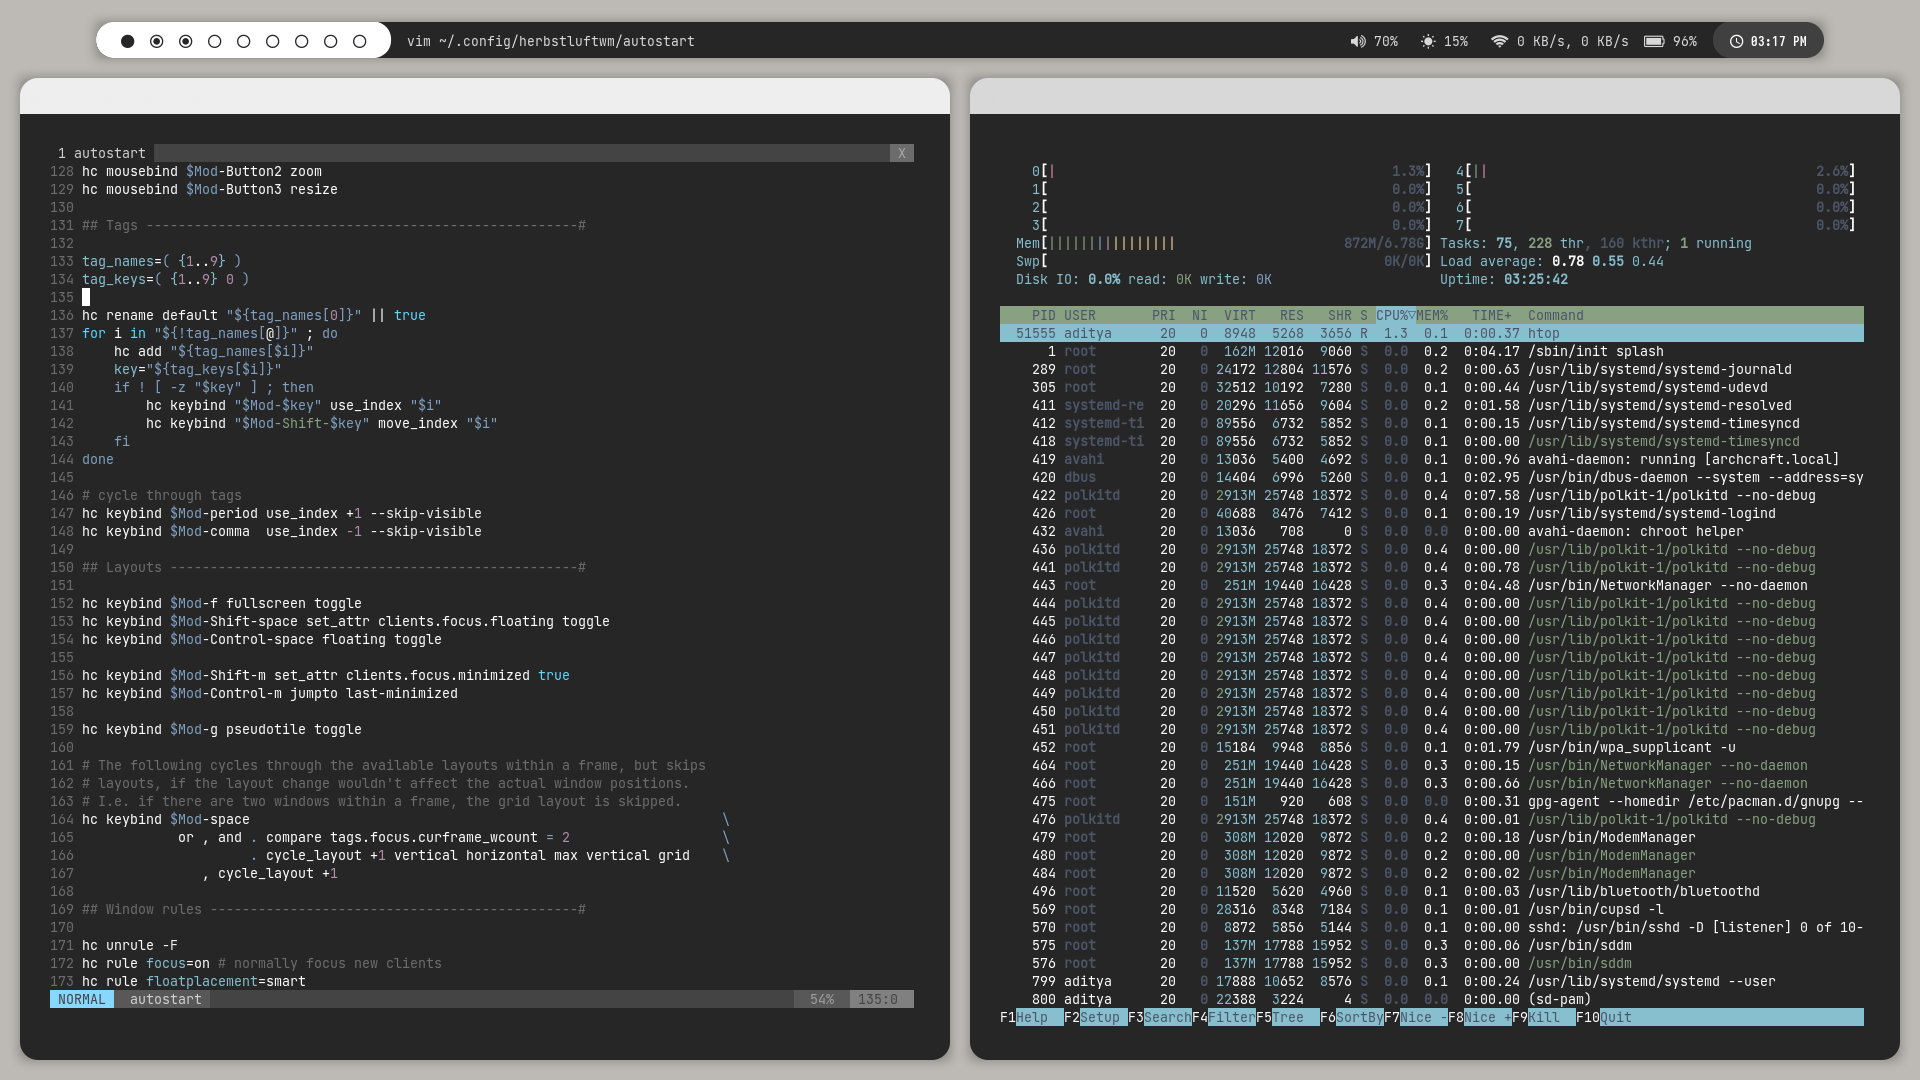 vim ~/.config/herbstluftwm/autostart
70% 15% 0 KB/s, 0 KB/s 96% 03:17 PM
1 autostart X
128 hc mousebind $Mod-Button2 zoom
129 hc mousebind $Mod-Button3 resize
130
131 ## Tags ------------------------------------------------------#
132
133 tag_names=( {1..9} )
134 tag_keys=( {1..9} 0 )
135
136 hc rename default "${tag_names[0]}" || true
137 for i in "${!tag_names[@]}" ; do
138     hc add "${tag_names[$i]}"
139     key="${tag_keys[$i]}"
140     if ! [ -z "$key" ] ; then
141         hc keybind "$Mod-$key" use_index "$i"
142         hc keybind "$Mod-Shift-$key" move_index "$i"
143     fi
144 done
145
146 # cycle through tags
147 hc keybind $Mod-period use_index +1 --skip-visible
148 hc keybind $Mod-comma  use_index -1 --skip-visible
149
150 ## Layouts ---------------------------------------------------#
151
152 hc keybind $Mod-f fullscreen toggle
153 hc keybind $Mod-Shift-space set_attr clients.focus.floating toggle
154 hc keybind $Mod-Control-space floating toggle
155
156 hc keybind $Mod-Shift-m set_attr clients.focus.minimized true
157 hc keybind $Mod-Control-m jumpto last-minimized
158
159 hc keybind $Mod-g pseudotile toggle
160
161 # The following cycles through the available layouts within a frame, but skips
162 # layouts, if the layout change wouldn't affect the actual window positions.
163 # I.e. if there are two windows within a frame, the grid layout is skipped.
164 hc keybind $Mod-space                                                           \
165             or , and . compare tags.focus.curframe_wcount = 2                   \
166                      . cycle_layout +1 vertical horizontal max vertical grid    \
167                , cycle_layout +1
168
169 ## Window rules ----------------------------------------------#
170
171 hc unrule -F
172 hc rule focus=on # normally focus new clients
173 hc rule floatplacement=smart
NORMAL autostart 54% 135:0
0[| 1.3%] 4[|| 2.6%]
1[ 0.0%] 5[ 0.0%]
2[ 0.0%] 6[ 0.0%]
3[ 0.0%] 7[ 0.0%]
Mem[|||||||||||||||| 872M/6.78G] Tasks: 75, 228 thr, 160 kthr; 1 running
Swp[ 0K/0K] Load average: 0.78 0.55 0.44
Disk IO: 0.0% read: 0K write: 0K Uptime: 03:25:42
PID USER PRI NI VIRT RES SHR S CPU%▽MEM% TIME+ Command
51555 aditya 20 0 8948 5268 3656 R 1.3 0.1 0:00.37 htop
1 root 20 0 162M 12016 9060 S 0.0 0.2 0:04.17 /sbin/init splash
289 root 20 0 24172 12804 11576 S 0.0 0.2 0:00.63 /usr/lib/systemd/systemd-journald
305 root 20 0 32512 10192 7280 S 0.0 0.1 0:00.44 /usr/lib/systemd/systemd-udevd
411 systemd-re 20 0 20296 11656 9604 S 0.0 0.2 0:01.58 /usr/lib/systemd/systemd-resolved
412 systemd-ti 20 0 89556 6732 5852 S 0.0 0.1 0:00.15 /usr/lib/systemd/systemd-timesyncd
418 systemd-ti 20 0 89556 6732 5852 S 0.0 0.1 0:00.00 /usr/lib/systemd/systemd-timesyncd
419 avahi 20 0 13036 5400 4692 S 0.0 0.1 0:00.96 avahi-daemon: running [archcraft.local]
420 dbus 20 0 14404 6996 5260 S 0.0 0.1 0:02.95 /usr/bin/dbus-daemon --system --address=sy
422 polkitd 20 0 2913M 25748 18372 S 0.0 0.4 0:07.58 /usr/lib/polkit-1/polkitd --no-debug
426 root 20 0 40688 8476 7412 S 0.0 0.1 0:00.19 /usr/lib/systemd/systemd-logind
432 avahi 20 0 13036 708 0 S 0.0 0.0 0:00.00 avahi-daemon: chroot helper
436 polkitd 20 0 2913M 25748 18372 S 0.0 0.4 0:00.00 /usr/lib/polkit-1/polkitd --no-debug
441 polkitd 20 0 2913M 25748 18372 S 0.0 0.4 0:00.78 /usr/lib/polkit-1/polkitd --no-debug
443 root 20 0 251M 19440 16428 S 0.0 0.3 0:04.48 /usr/bin/NetworkManager --no-daemon
444 polkitd 20 0 2913M 25748 18372 S 0.0 0.4 0:00.00 /usr/lib/polkit-1/polkitd --no-debug
445 polkitd 20 0 2913M 25748 18372 S 0.0 0.4 0:00.00 /usr/lib/polkit-1/polkitd --no-debug
446 polkitd 20 0 2913M 25748 18372 S 0.0 0.4 0:00.00 /usr/lib/polkit-1/polkitd --no-debug
447 polkitd 20 0 2913M 25748 18372 S 0.0 0.4 0:00.00 /usr/lib/polkit-1/polkitd --no-debug
448 polkitd 20 0 2913M 25748 18372 S 0.0 0.4 0:00.00 /usr/lib/polkit-1/polkitd --no-debug
449 polkitd 20 0 2913M 25748 18372 S 0.0 0.4 0:00.00 /usr/lib/polkit-1/polkitd --no-debug
450 polkitd 20 0 2913M 25748 18372 S 0.0 0.4 0:00.00 /usr/lib/polkit-1/polkitd --no-debug
451 polkitd 20 0 2913M 25748 18372 S 0.0 0.4 0:00.00 /usr/lib/polkit-1/polkitd --no-debug
452 root 20 0 15184 9948 8856 S 0.0 0.1 0:01.79 /usr/bin/wpa_supplicant -u
464 root 20 0 251M 19440 16428 S 0.0 0.3 0:00.15 /usr/bin/NetworkManager --no-daemon
466 root 20 0 251M 19440 16428 S 0.0 0.3 0:00.66 /usr/bin/NetworkManager --no-daemon
475 root 20 0 151M 920 608 S 0.0 0.0 0:00.31 gpg-agent --homedir /etc/pacman.d/gnupg --
476 polkitd 20 0 2913M 25748 18372 S 0.0 0.4 0:00.01 /usr/lib/polkit-1/polkitd --no-debug
479 root 20 0 308M 12020 9872 S 0.0 0.2 0:00.18 /usr/bin/ModemManager
480 root 20 0 308M 12020 9872 S 0.0 0.2 0:00.00 /usr/bin/ModemManager
484 root 20 0 308M 12020 9872 S 0.0 0.2 0:00.02 /usr/bin/ModemManager
496 root 20 0 11520 5620 4960 S 0.0 0.1 0:00.03 /usr/lib/bluetooth/bluetoothd
569 root 20 0 28316 8348 7184 S 0.0 0.1 0:00.01 /usr/bin/cupsd -l
570 root 20 0 8872 5856 5144 S 0.0 0.1 0:00.00 sshd: /usr/bin/sshd -D [listener] 0 of 10-
575 root 20 0 137M 17788 15952 S 0.0 0.3 0:00.06 /usr/bin/sddm
576 root 20 0 137M 17788 15952 S 0.0 0.3 0:00.00 /usr/bin/sddm
799 aditya 20 0 17888 10652 8576 S 0.0 0.1 0:00.24 /usr/lib/systemd/systemd --user
800 aditya 20 0 22388 3224 4 S 0.0 0.0 0:00.00 (sd-pam)
F1Help F2Setup F3SearchF4FilterF5Tree F6SortByF7Nice -F8Nice +F9Kill F10Quit